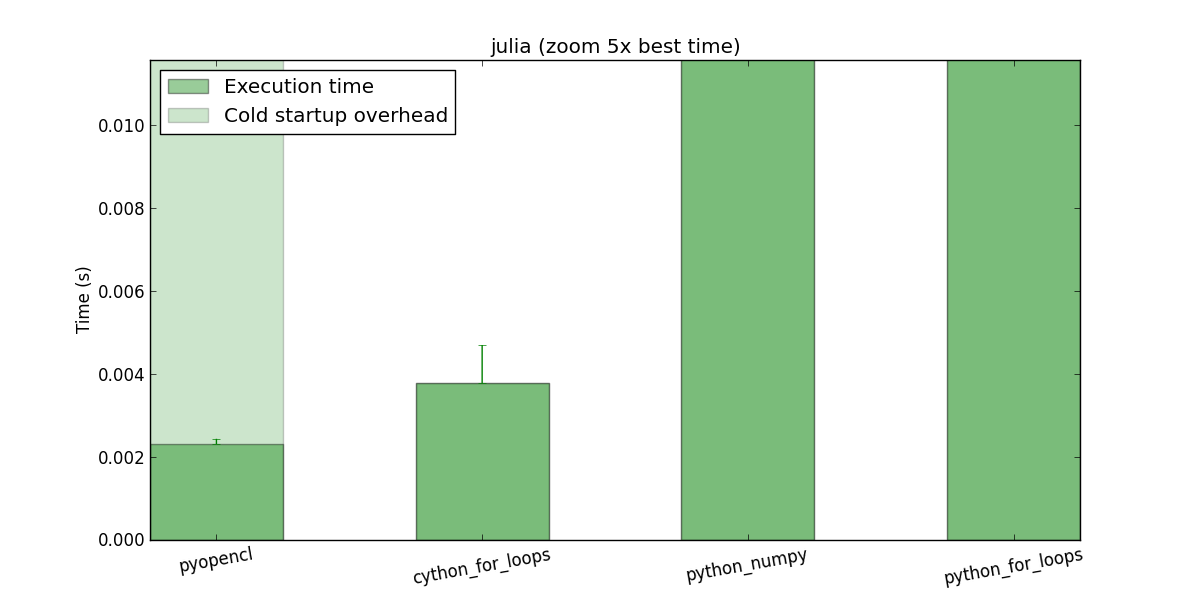 julia (zoom 5x best time)
Execution time
Cold startup overhead
0.010
0.008
0.006
0.004
0.002
0.000
Time (s)
pyopencl
cython_for_loops
python_numpy
python_for_loops